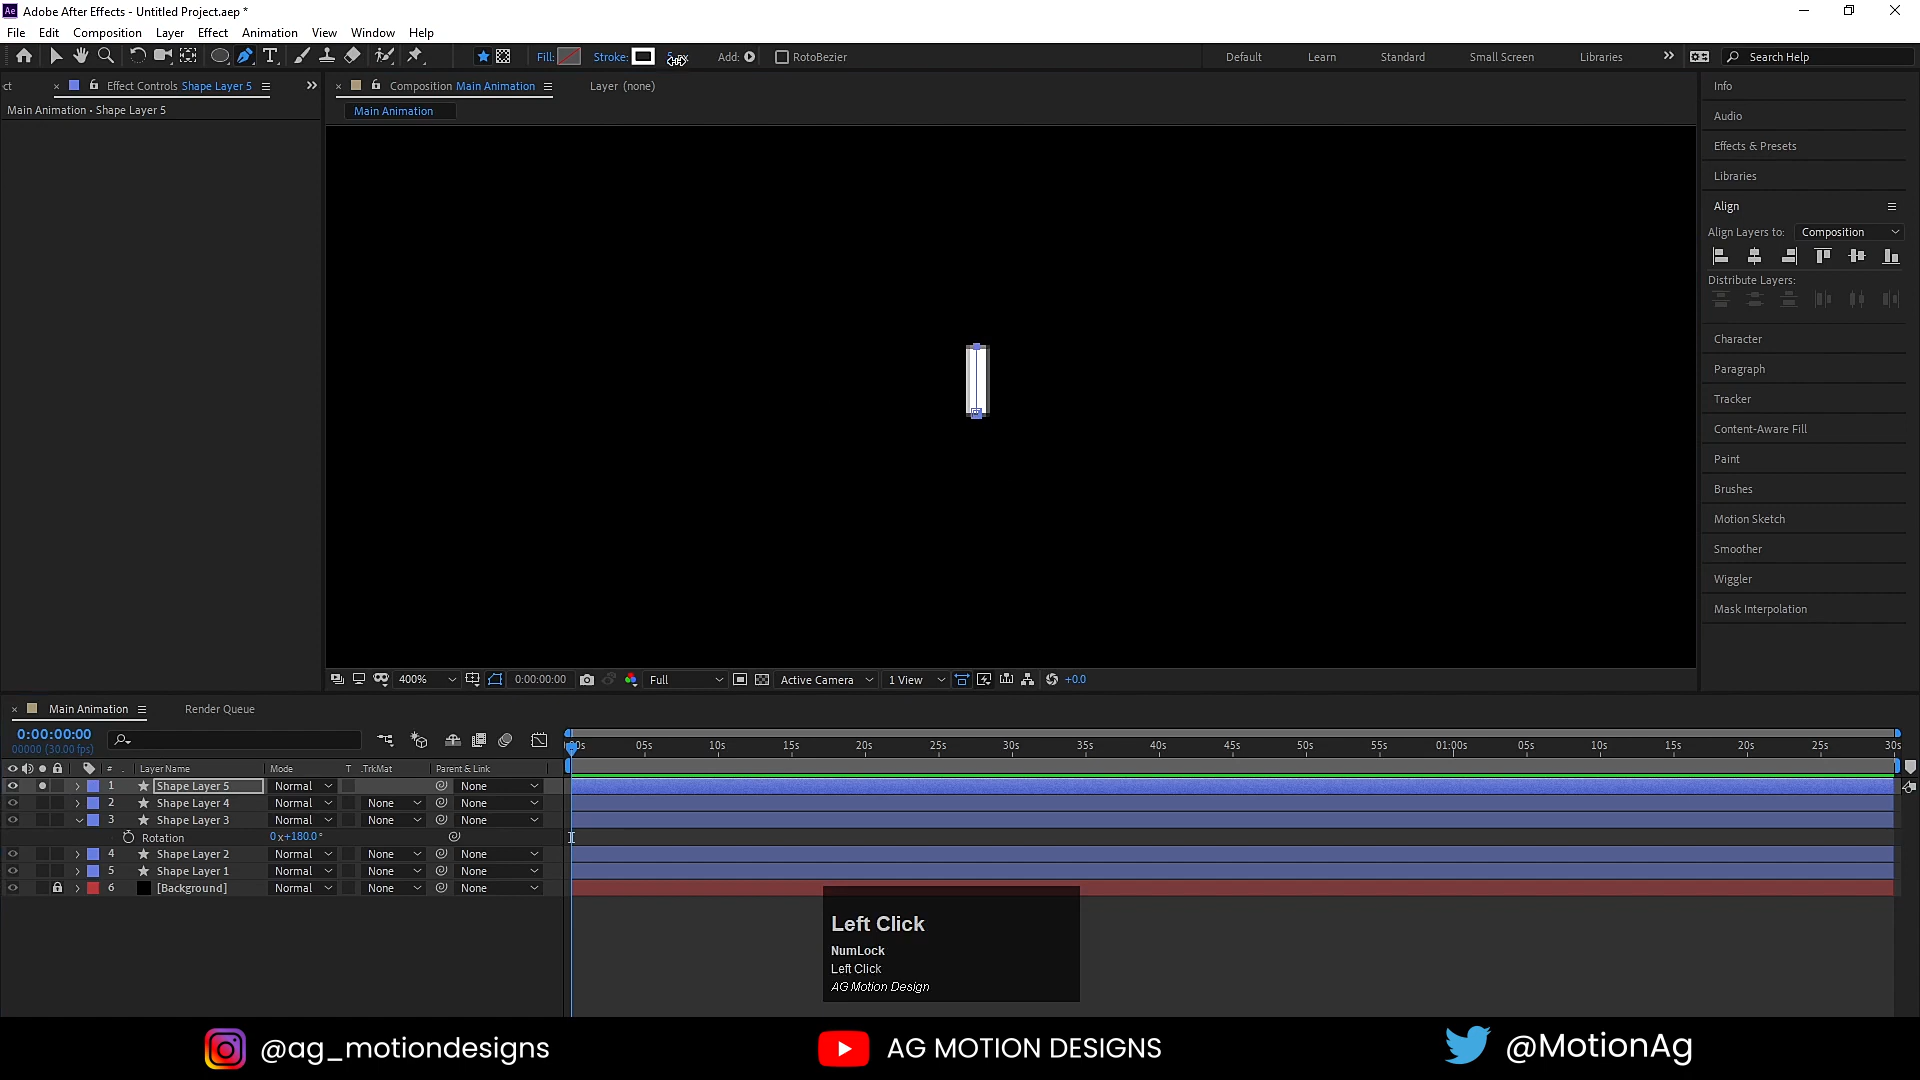 Ae Adobe After Effects - Untitled Project.aep *
File Edit Composition Layer Effect Animation View Window Help
Fill: Stroke: Add: RotoBezier Default Learn Standard Small Screen Libraries Search Help
ct × Effect Controls Shape Layer 5 × Composition Main Animation Layer (none)
Main Animation • Shape Layer 5
Main Animation
Info
Audio
Effects & Presets
Libraries
Align
Align Layers to: Composition
Distribute Layers:
Character
Paragraph
Tracker
Content-Aware Fill
Paint
Brushes
Motion Sketch
Smoother
Wiggler
Mask Interpolation
400% 0:00:00:00 Full Active Camera 1 View +0.0
× Main Animation Render Queue
0:00:00:00
00000 (30.00 fps)
:00s 05s 10s 15s 20s 25s 30s 35s 40s 45s 50s 55s 01:00s 05s 10s 15s 20s 25s 30s
# Layer Name Mode T .TrkMat Parent & Link
1 Shape Layer 5 Normal None
2 Shape Layer 4 Normal None None
3 Shape Layer 3 Normal None None
Rotation 0x+180.0°
4 Shape Layer 2 Normal None None
5 Shape Layer 1 Normal None None
6 [Background] Normal None None
Left Click
NumLock
Left Click
AG Motion Design
@ag_motiondesigns AG MOTION DESIGNS @MotionAg